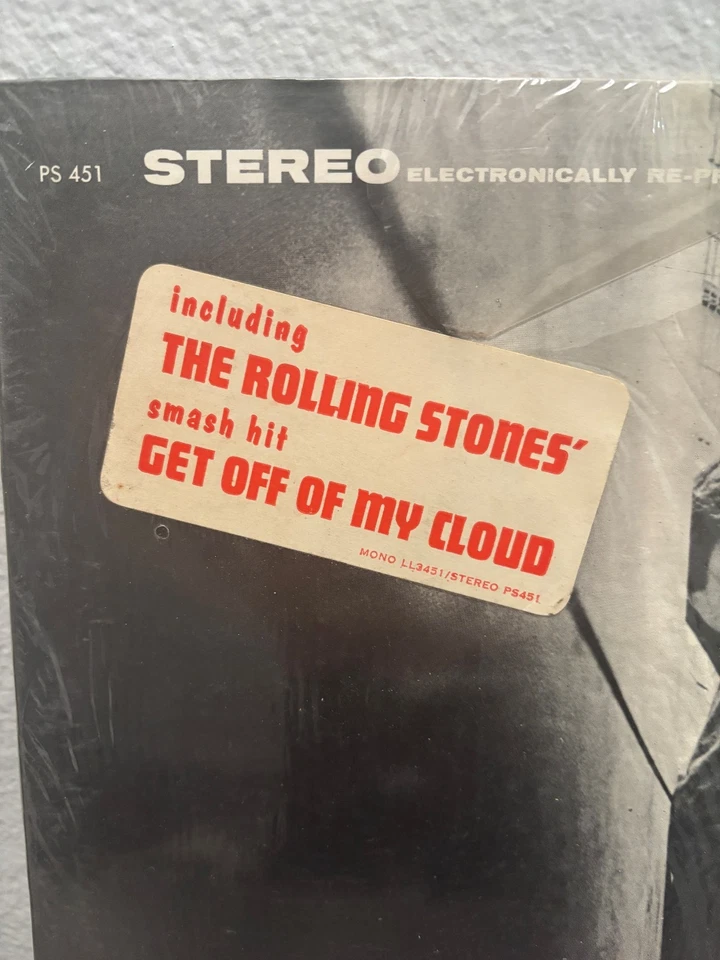 PS 451 STEREO ELECTRONICALLY
including
THE ROLLING STONES'
smash hit
GET OFF OF MY CLOUD
MONO LL3451/STEREO PS451